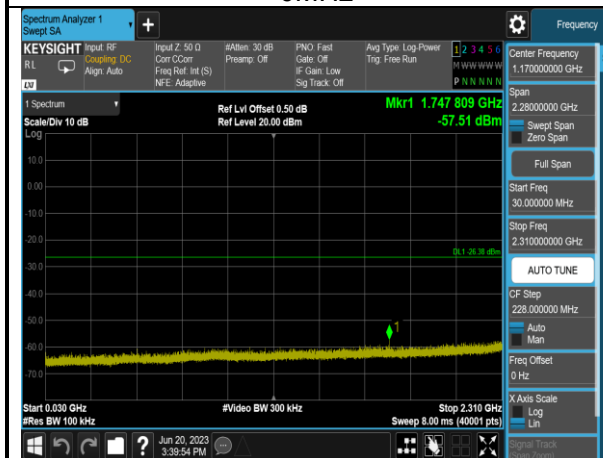 Spectrum Analyzer 1
Swept SA
+
Frequency
KEYSIGHT
RL
Input: RF
Coupling: DC
Align: Auto
Input Z: 50 Ω
Corr CCorr
Freq Ref: Int (S)
NFE: Adaptive
#Atten: 30 dB
Preamp: Off
PNO: Fast
Gate: Off
IF Gain: Low
Sig Track: Off
Avg Type: Log-Power
Trig: Free Run
1 2 3 4 5 6
M W W W W W
P N N N N N
1 Spectrum
Scale/Div 10 dB
Log
Ref Lvl Offset 0.50 dB
Ref Level 20.00 dBm
Mkr1 1.747 809 GHz
-57.51 dBm
10.0
0.00
-10.0
-20.0
-30.0
-40.0
-50.0
-60.0
-70.0
DL1 -26.30 dBm
1
Start 0.030 GHz
#Res BW 100 kHz
#Video BW 300 kHz
Stop 2.310 GHz
Sweep 8.00 ms (40001 pts)
Center Frequency
1.170000000 GHz
Span
2.28000000 GHz
Swept Span
Zero Span
Full Span
Start Freq
30.000000 MHz
Stop Freq
2.310000000 GHz
AUTO TUNE
CF Step
228.000000 MHz
Auto
Man
Freq Offset
0 Hz
X Axis Scale
Log
Lin
Signal Track
(Span Zoom)
?
Jun 20, 2023
3:39:54 PM